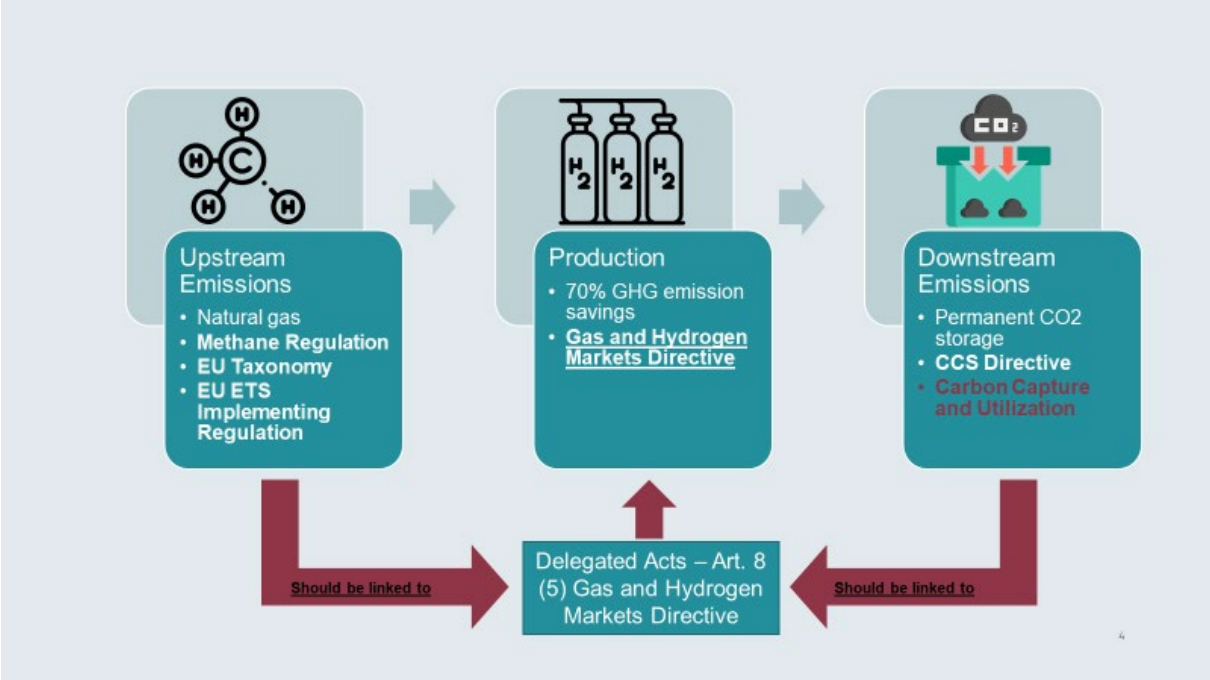 H
H
C
H
H
H2
H2
H2
CO2
Upstream
Emissions
• Natural gas
• Methane Regulation
• EU Taxonomy
• EU ETS
Implementing
Regulation
Production
• 70% GHG emission
savings
• Gas and Hydrogen
Markets Directive
Downstream
Emissions
• Permanent CO2
storage
• CCS Directive
• Carbon Capture
and Utilization
Should be linked to
Delegated Acts – Art. 8
(5) Gas and Hydrogen
Markets Directive
Should be linked to
4